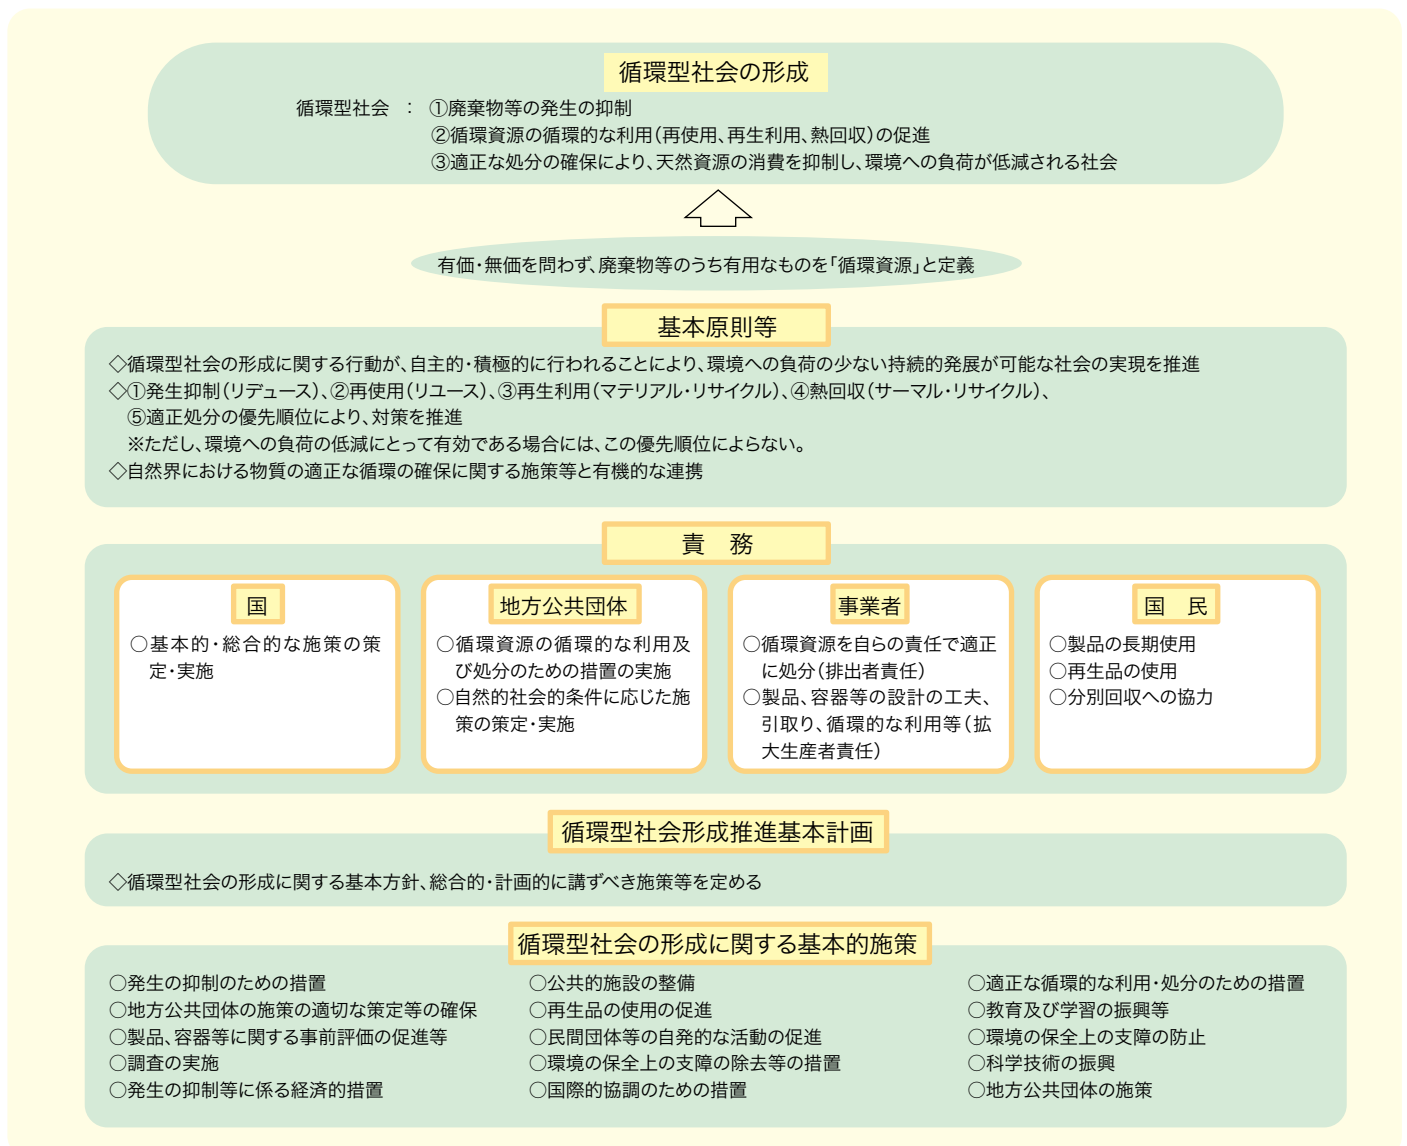 循環型社会の形成
循環型社会 : ①廃棄物等の発生の抑制
②循環資源の循環的な利用(再使用、再生利用、熱回収)の促進
③適正な処分の確保により、天然資源の消費を抑制し、環境への負荷が低減される社会
有価・無価を問わず、廃棄物等のうち有用なものを「循環資源」と定義
基本原則等
◇循環型社会の形成に関する行動が、自主的・積極的に行われることにより、環境への負荷の少ない持続的発展が可能な社会の実現を推進
◇①発生抑制(リデュース)、②再使用(リユース)、③再生利用(マテリアル・リサイクル)、④熱回収(サーマル・リサイクル)、
⑤適正処分の優先順位により、対策を推進
※ただし、環境への負荷の低減にとって有効である場合には、この優先順位によらない。
◇自然界における物質の適正な循環の確保に関する施策等と有機的な連携
責 務
国
○基本的・総合的な施策の策
定・実施
地方公共団体
○循環資源の循環的な利用及
び処分のための措置の実施
○自然的社会的条件に応じた施
策の策定・実施
事業者
○循環資源を自らの責任で適正
に処分(排出者責任)
○製品、容器等の設計の工夫、
引取り、循環的な利用等(拡
大生産者責任)
国 民
○製品の長期使用
○再生品の使用
○分別回収への協力
循環型社会形成推進基本計画
◇循環型社会の形成に関する基本方針、総合的・計画的に講ずべき施策等を定める
循環型社会の形成に関する基本的施策
○発生の抑制のための措置
○地方公共団体の施策の適切な策定等の確保
○製品、容器等に関する事前評価の促進等
○調査の実施
○発生の抑制等に係る経済的措置
○公共的施設の整備
○再生品の使用の促進
○民間団体等の自発的な活動の促進
○環境の保全上の支障の除去等の措置
○国際的協調のための措置
○適正な循環的な利用・処分のための措置
○教育及び学習の振興等
○環境の保全上の支障の防止
○科学技術の振興
○地方公共団体の施策